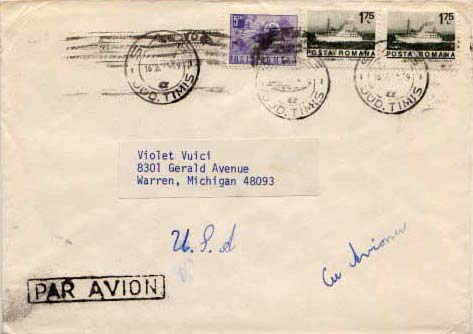 1.75
1.75
POSTA ROMANA
POSTA ROMANA
JUD. TIMIS
JUD. TIMIS
JUD. TIMIS
Violet Vuici
8301 Gerald Avenue
Warren, Michigan 48093
U.S.A
Cu Avionu
PAR AVION